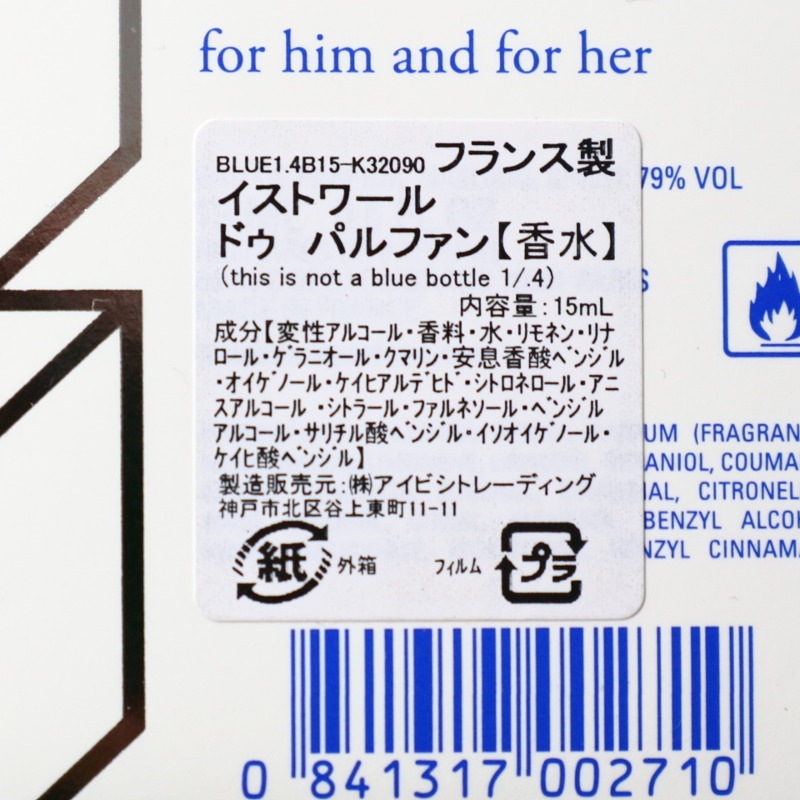 for him and for her
BLUE1.4B15-K32090 フランス製
イストワール
ドゥ パルファン【香水】
(this is not a blue bottle 1/.4)
内容量:15mL
成分【変性アルコール・香料・水・リモネン・リナ
ロール・ゲラニオール・クマリン・安息香酸ベンジル
・オイゲノール・ケイヒアルデヒド・シトロネロール・アニ
スアルコール ・シトラール・ファルネソール・ベンジル
アルコール・サリチル酸ベンジル・イソオイゲノール・
ケイヒ酸ベンジル】
製造販売元:㈱アイビシトレーディング
神戸市北区谷上東町11-11
紙 外箱 フィルム プラ
79% VOL
S
UM (FRAGRAN
ANIOL, COUMA
AL, CITRONEL
BENZYL ALCO
NZYL CINNAMA
0 841317 002710